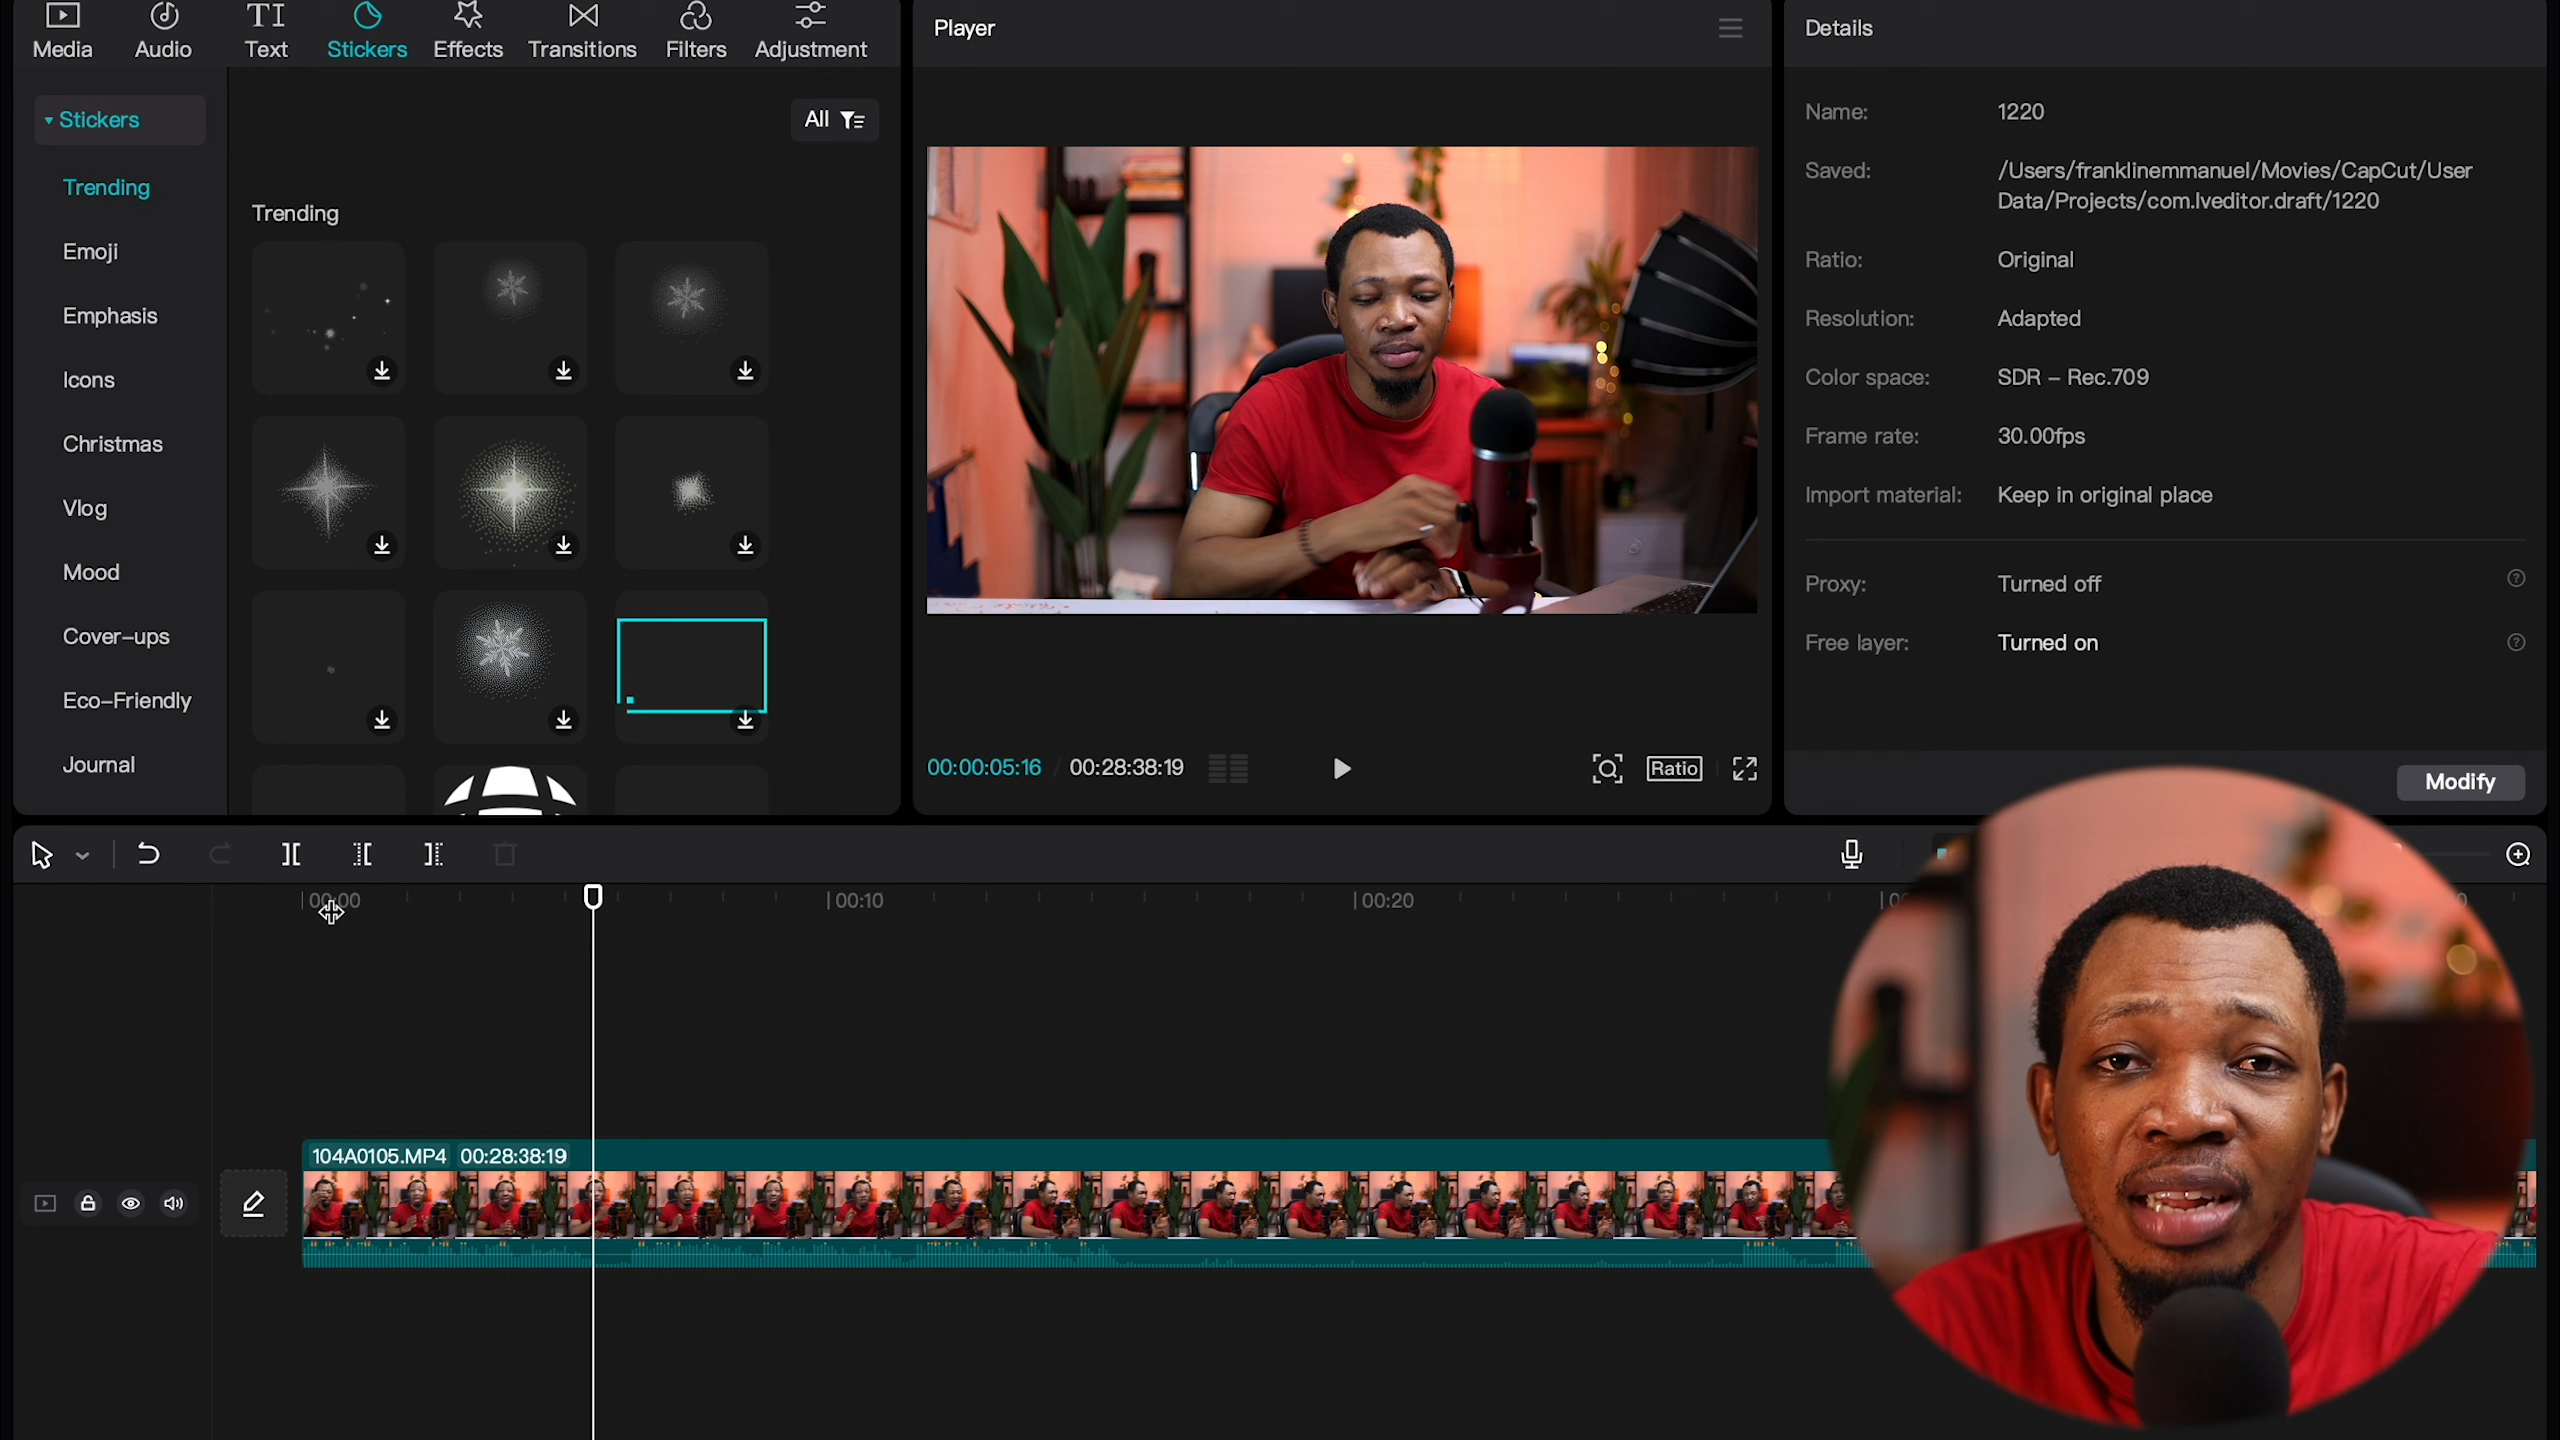 Media
Audio
Text
Stickers
Effects
Transitions
Filters
Adjustment
Stickers
Trending
Emoji
Emphasis
Icons
Christmas
Vlog
Mood
Cover-ups
Eco-Friendly
Journal
All
Trending
Player
00:00:05:16 / 00:28:38:19
Ratio
Details
Name: 1220
Saved: /Users/franklinemmanuel/Movies/CapCut/User
Data/Projects/com.lveditor.draft/1220
Ratio: Original
Resolution: Adapted
Color space: SDR – Rec.709
Frame rate: 30.00fps
Import material: Keep in original place
Proxy: Turned off
Free layer: Turned on
Modify
00:00
00:10
00:20
104A0105.MP4 00:28:38:19